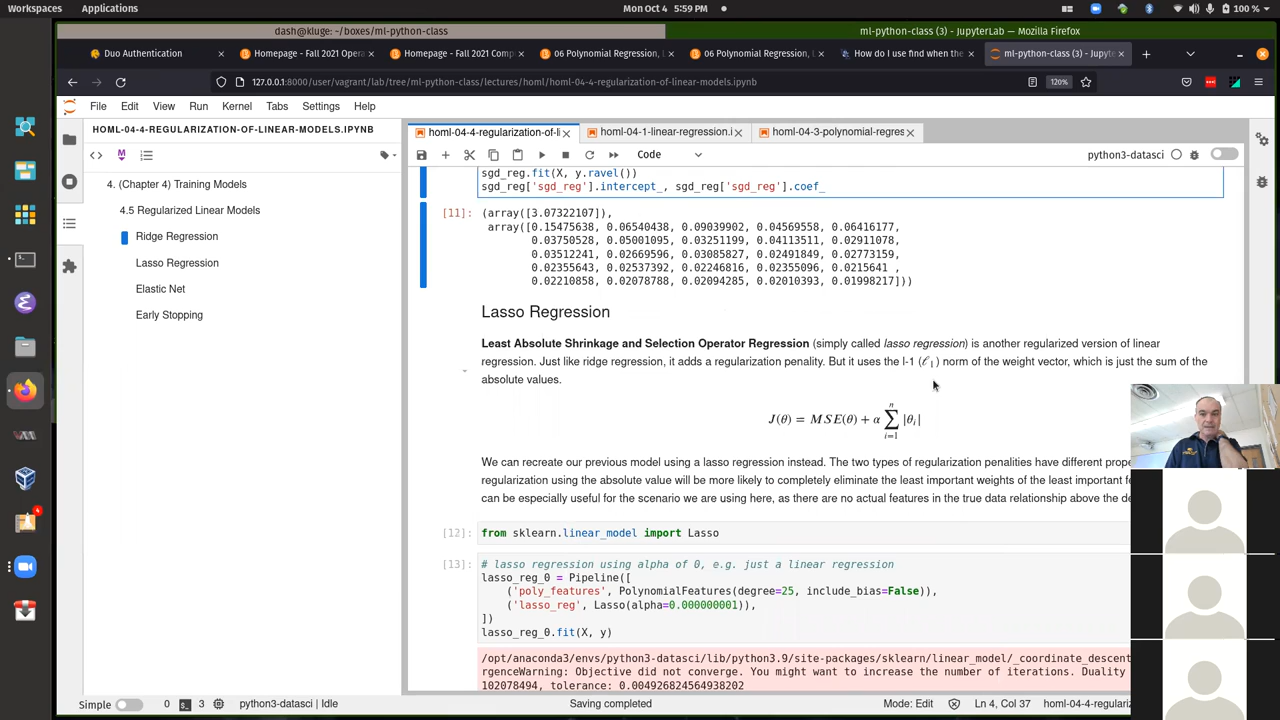 Workspaces Applications Mon Oct 4 5:59 PM 100 %
dash@kluge: ~/boxes/ml-python-class ml-python-class (3) - JupyterLab — Mozilla Firefox
Duo Authentication Homepage - Fall 2021 Opera Homepage - Fall 2021 Comp 06 Polynomial Regression, L 06 Polynomial Regression, L How do I use find when the ml-python-class (3) - Jupyte
127.0.0.1:8000/user/vagrant/lab/tree/ml-python-class/lectures/homl/homl-04-4-regularization-of-linear-models.ipynb 120%
File Edit View Run Kernel Tabs Settings Help
HOML-04-4-REGULARIZATION-OF-LINEAR-MODELS.IPYNB
homl-04-4-regularization-of-li homl-04-1-linear-regression.i homl-04-3-polynomial-regres
Code python3-datasci
4. (Chapter 4) Training Models
4.5 Regularized Linear Models
Ridge Regression
Lasso Regression
Elastic Net
Early Stopping
sgd_reg.fit(X, y.ravel())
sgd_reg['sgd_reg'].intercept_, sgd_reg['sgd_reg'].coef_
[11]: (array([3.07322107]),
array([0.15475638, 0.06540438, 0.09039902, 0.04569558, 0.06416177,
0.03750528, 0.05001095, 0.03251199, 0.04113511, 0.02911078,
0.03512241, 0.02669596, 0.03085827, 0.02491849, 0.02773159,
0.02355643, 0.02537392, 0.02246816, 0.02355096, 0.0215641 ,
0.02210858, 0.02078788, 0.02094285, 0.02010393, 0.01998217]))
Lasso Regression
Least Absolute Shrinkage and Selection Operator Regression (simply called lasso regression) is another regularized version of linear
regression. Just like ridge regression, it adds a regularization penality. But it uses the l-1 (ℓ1) norm of the weight vector, which is just the sum of the
absolute values.
J(θ) = MSE(θ) + α ∑ n i=1 |θi|
We can recreate our previous model using a lasso regression instead. The two types of regularization penalities have different prope
regularization using the absolute value will be more likely to completely eliminate the least important weights of the least important fe
can be especially useful for the scenario we are using here, as there are no actual features in the true data relationship above the de
[12]: from sklearn.linear_model import Lasso
[13]: # lasso regression using alpha of 0, e.g. just a linear regression
lasso_reg_0 = Pipeline([
('poly_features', PolynomialFeatures(degree=25, include_bias=False)),
('lasso_reg', Lasso(alpha=0.000000001)),
])
lasso_reg_0.fit(X, y)
/opt/anaconda3/envs/python3-datasci/lib/python3.9/site-packages/sklearn/linear_model/_coordinate_descent
rgenceWarning: Objective did not converge. You might want to increase the number of iterations. Duality
102078494, tolerance: 0.004926824564938202
Simple 0 3 python3-datasci | Idle Saving completed Mode: Edit Ln 4, Col 37 homl-04-4-regulariz